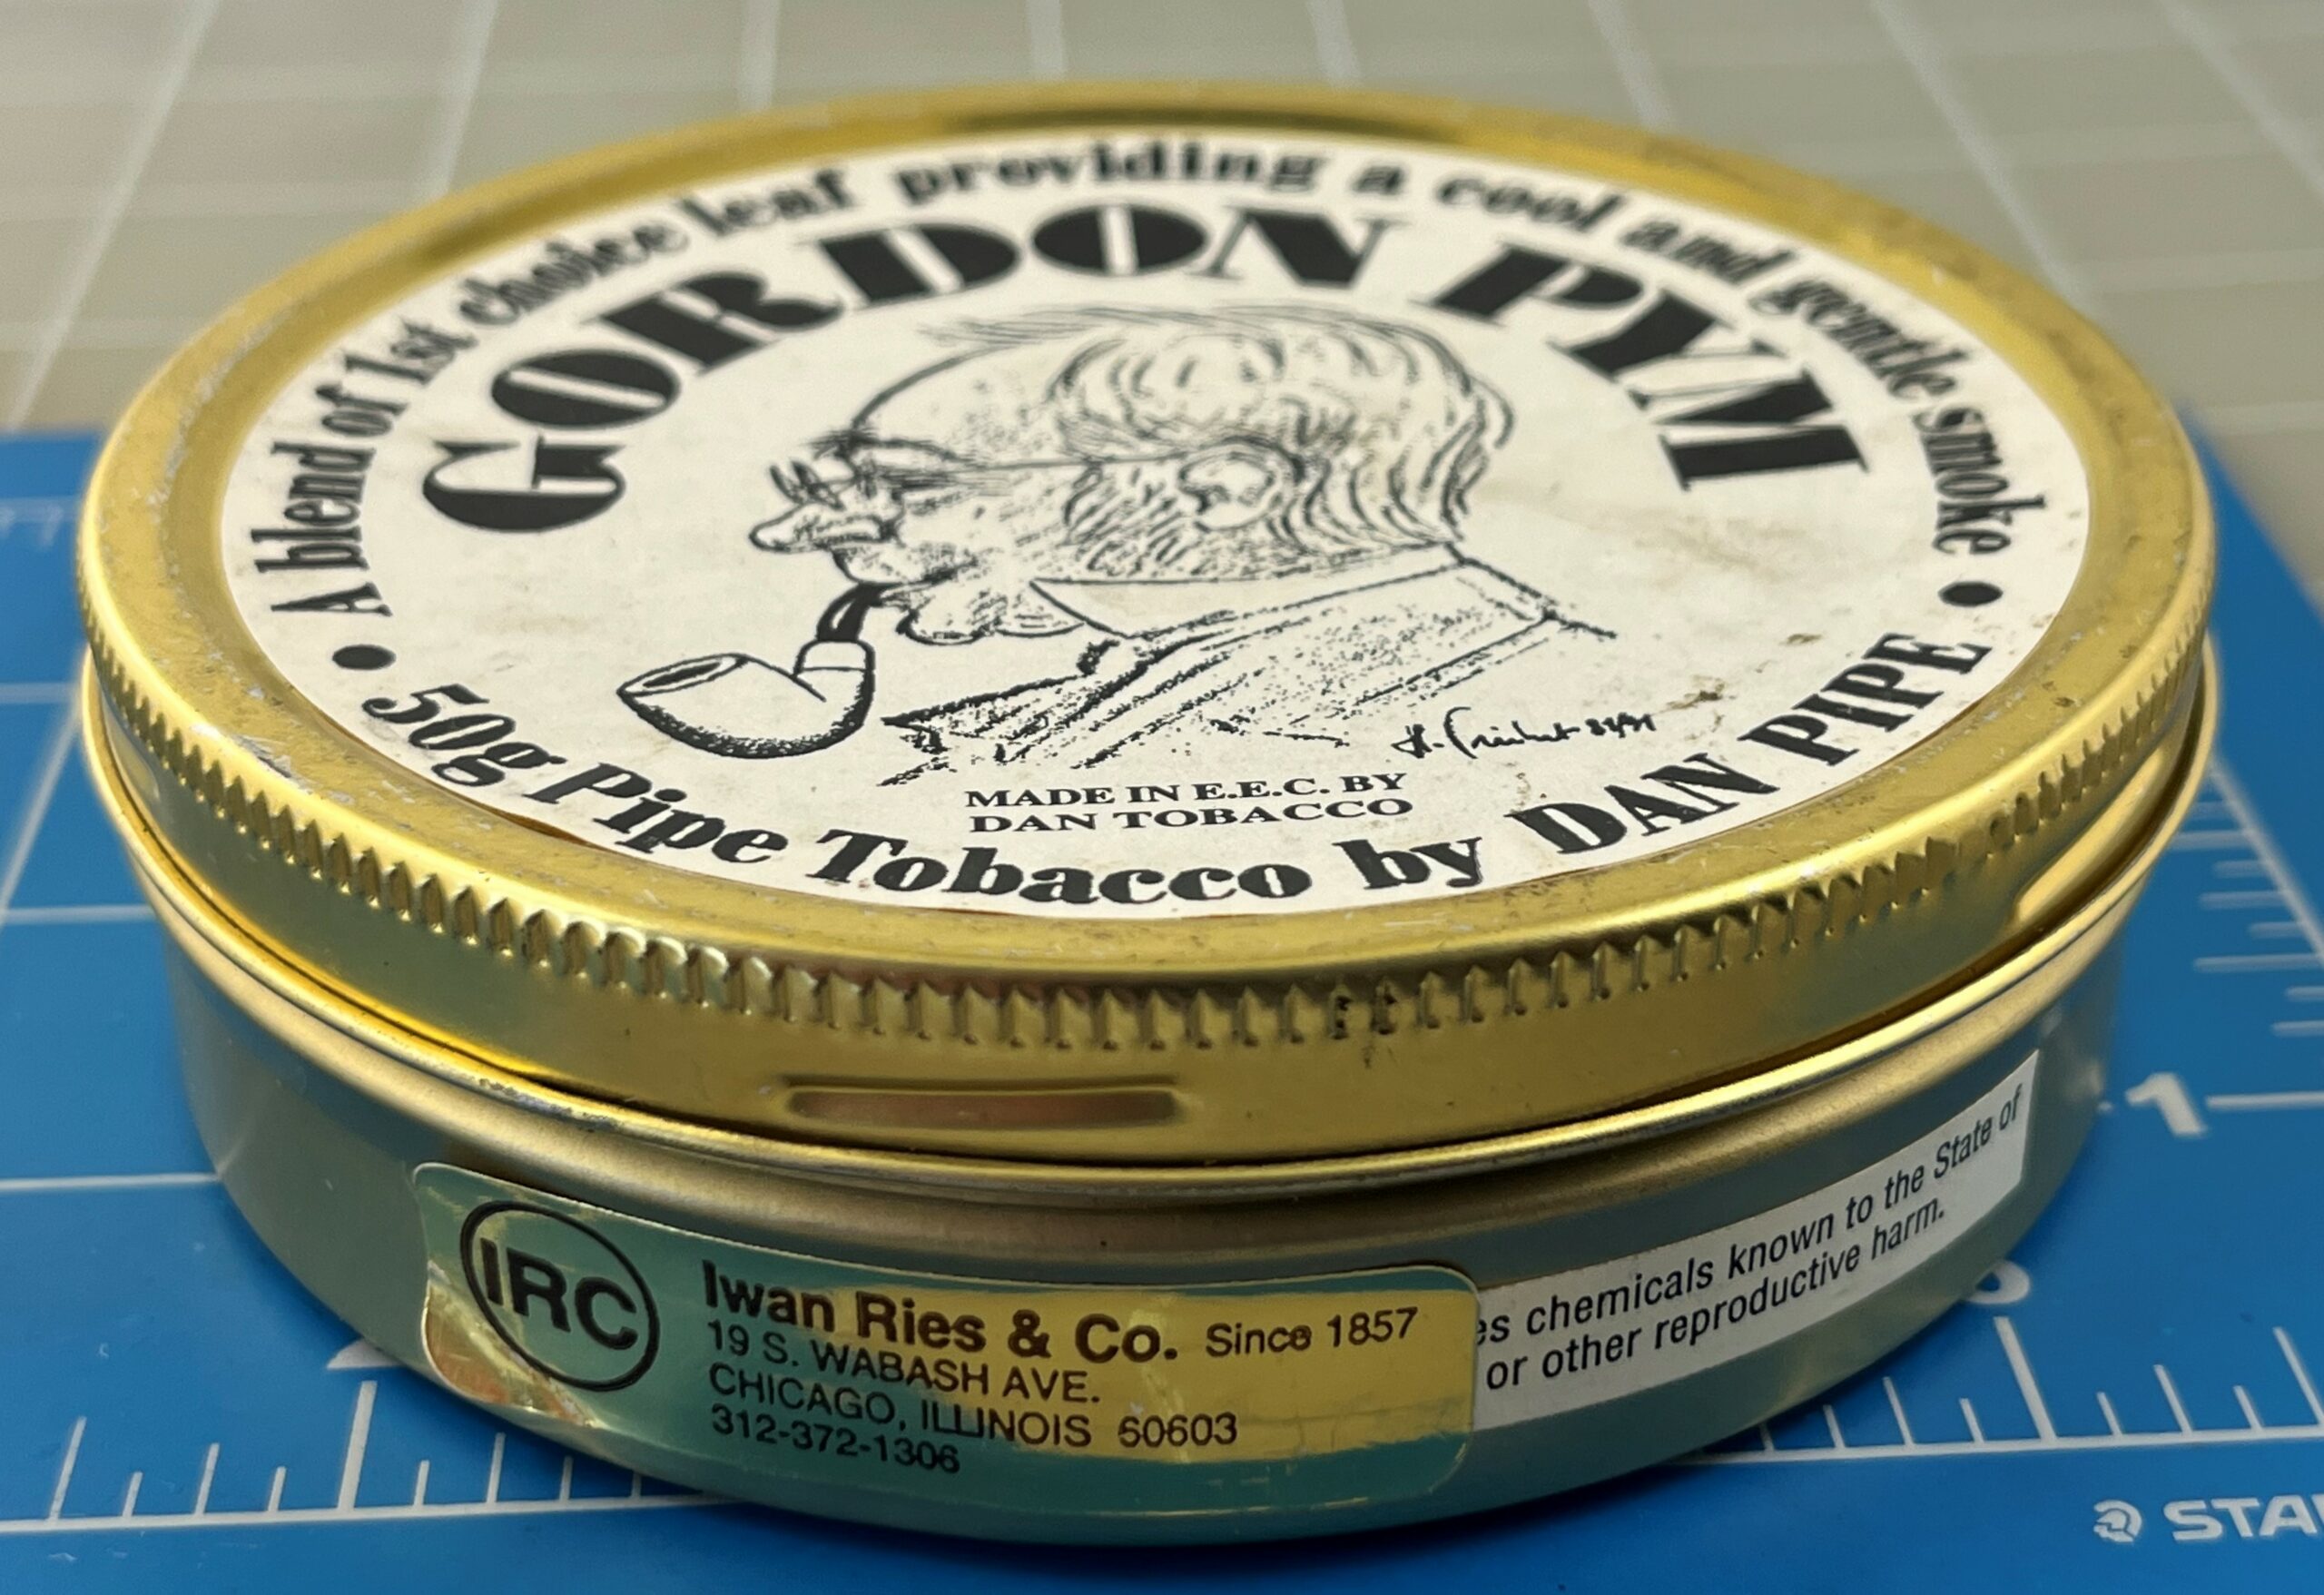 • A blend of 1st choice leaf providing a cool and gentle smoke •
GORDON PYM
MADE IN E.E.C. BY
DAN TOBACCO
50g Pipe Tobacco by DAN PIPE
IRC
Iwan Ries & Co. Since 1857
19 S. WABASH AVE.
CHICAGO, ILLINOIS 60603
312-372-1306
es chemicals known to the State of
or other reproductive harm.
1
STA